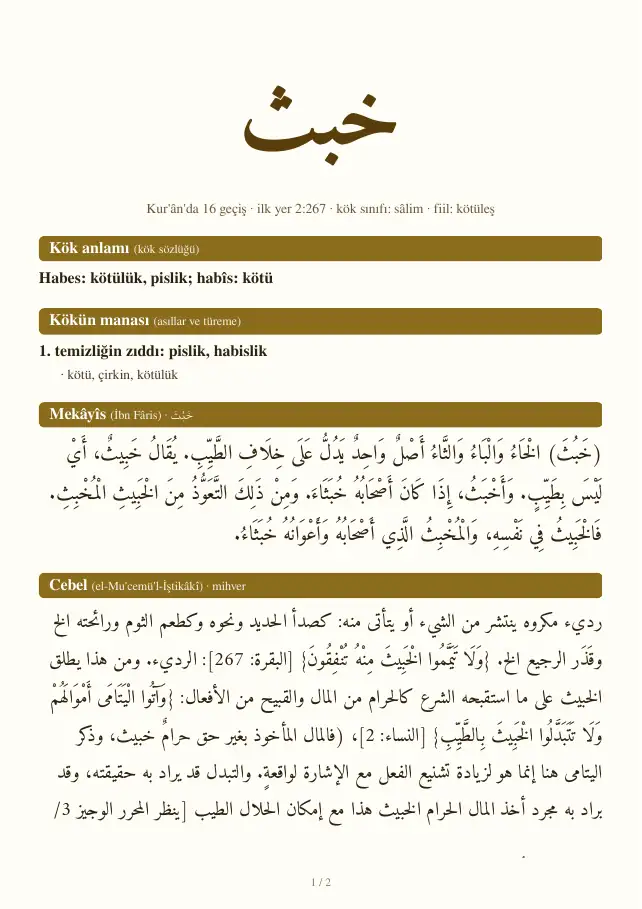 خبث
Kur'ân'da 16 geçiş · ilk yer 2:267 · kök sınıfı: sâlim · fiil: kötüleş
Kök anlamı (kök sözlüğü)
Habes: kötülük, pislik; habîs: kötü
Kökün manası (asıllar ve türeme)
1. temizliğin zıddı: pislik, habislik
· kötü, çirkin, kötülük
Mekâyîs (İbn Fâris) · خَبُثَ
(خَبُثَ) الْخَاءُ وَالْبَاءُ وَالثَّاءُ أَصْلٌ وَاحِدٌ يَدُلُّ عَلَى خِلَافِ الطَّيِّبِ. يُقَالُ خَبِيثٌ، أَيْ
لَيْسَ بِطَيِّبٍ. وَأَخْبَثُ، إِذَا كَانَ أَصْحَابُهُ خُبَثَاءَ. وَمِنْ ذَلِكَ التَّعَوُّذُ مِنَ الْخَبِيثِ الْمُخْبِثِ.
فَالْخَبِيثُ فِي نَفْسِهِ، وَالْمُخْبِثُ الَّذِي أَصْحَابُهُ وَأَعْوَانُهُ خُبَثَاءُ.
Cebel (el-Mu'cemü'l-İştikâkî) · mihver
رديء مكروه ينتشر من الشيء أو يتأتى منه: كصدأ الحديد ونحوه وكطعم الثوم ورائحته الخ
وقَذَر الرجيع الخ. {وَلَا تَيَمَّمُوا الْخَبِيثَ مِنْهُ تُنْفِقُونَ} [البقرة: 267]: الرديء. ومن هذا يطلق
الخبيث على ما استقبحه الشرع كالحرام من المال والقبيح من الأفعال: {وَآتُوا الْيَتَامَى أَمْوَالَهُمْ
وَلَا تَتَبَدَّلُوا الْخَبِيثَ بِالطَّيِّبِ} [النساء: 2]، (فالمال المأخوذ بغير حق حرامٌ خبيث، وذكر
اليتامى هنا إنما هو لزيادة تشنيع الفعل مع الإشارة لواقعةٍ. والتبدل قد يراد به حقيقته، وقد
يراد به مجرد أخذ المال الحرام الخبيث هذا مع إمكان الحلال الطيب [ينظر المحرر الوجيز 3/
1 / 2